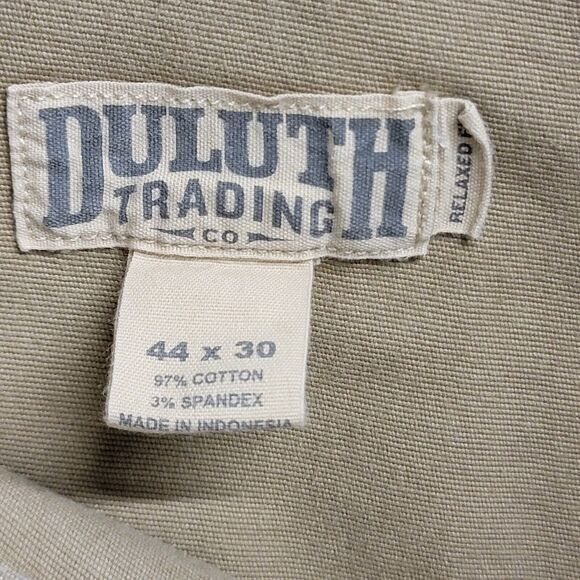 DULUTH
TRADING
CO
RELAXED
44 x 30
97% COTTON
3% SPANDEX
MADE IN INDONESIA